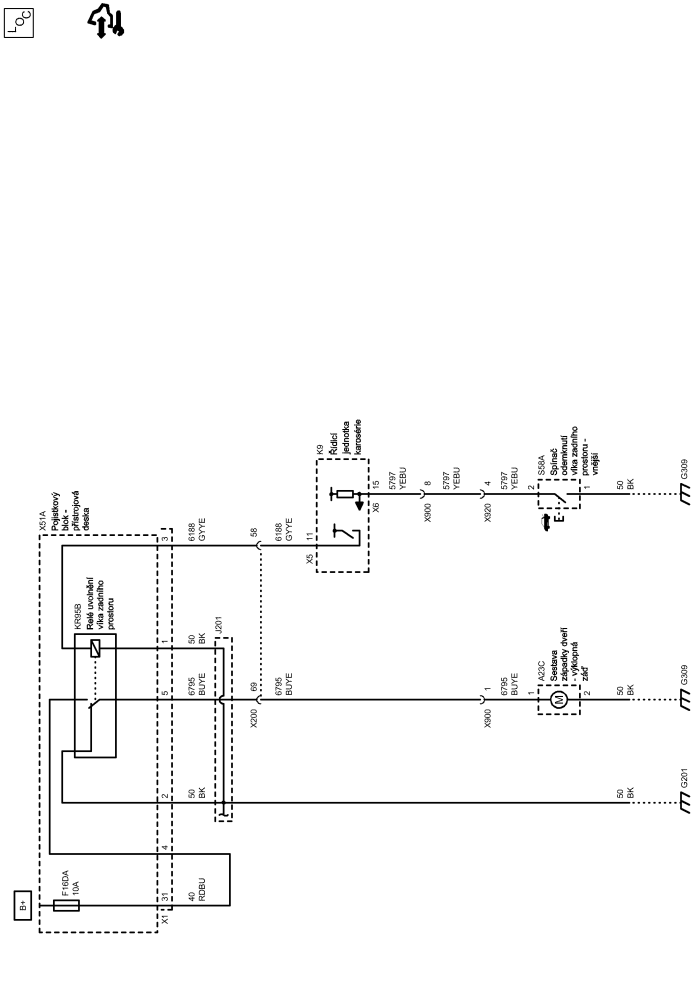 LOC
B+
X51A
Pojistkový
blok -
přístrojová
deska
F16DA
10A
KR95B
Relé uvolnění
víka zadního
prostoru
X1
31
4
2
5
1
3
40
RDBU
50
BK
6795
BUYE
50
BK
6188
GYYE
J201
X200
69
58
6795
BUYE
6188
GYYE
X5
11
K9
Řídicí
jednotka
karosérie
X6
15
5797
YEBU
X900
8
5797
YEBU
X920
4
5797
YEBU
X900
1
6795
BUYE
1
A23C
Sestava
západky dveří
- výklopná
záď
M
2
2
S58A
Spínač
odemknutí
víka zadního
prostoru -
vnější
E
1
50
BK
50
BK
50
BK
G201
G309
G309